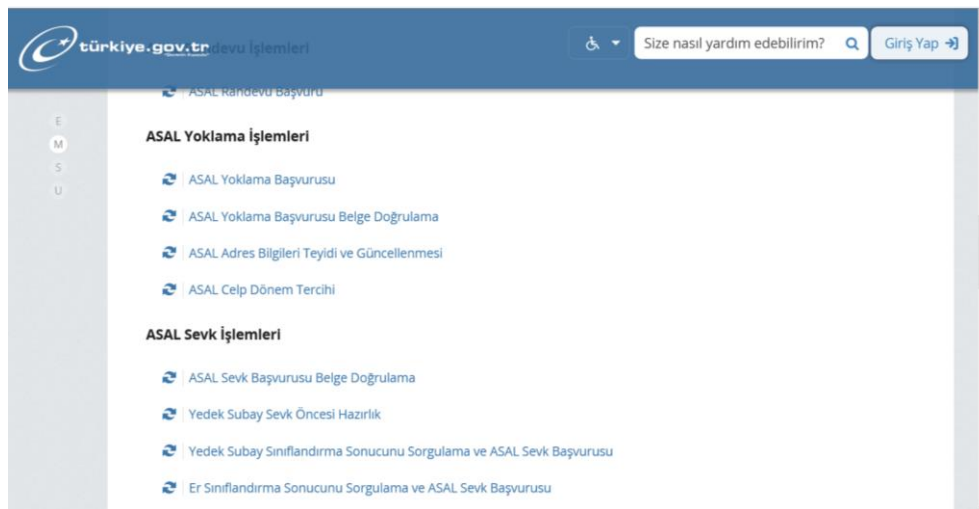 türkiye.gov.tr
devu İşlemleri
Size nasıl yardım edebilirim?
Giriş Yap
ASAL Randevu Başvuru
E
M
S
U
ASAL Yoklama İşlemleri
ASAL Yoklama Başvurusu
ASAL Yoklama Başvurusu Belge Doğrulama
ASAL Adres Bilgileri Teyidi ve Güncellenmesi
ASAL Celp Dönem Tercihi
ASAL Sevk İşlemleri
ASAL Sevk Başvurusu Belge Doğrulama
Yedek Subay Sevk Öncesi Hazırlık
Yedek Subay Sınıflandırma Sonucunu Sorgulama ve ASAL Sevk Başvurusu
Er Sınıflandırma Sonucunu Sorgulama ve ASAL Sevk Başvurusu